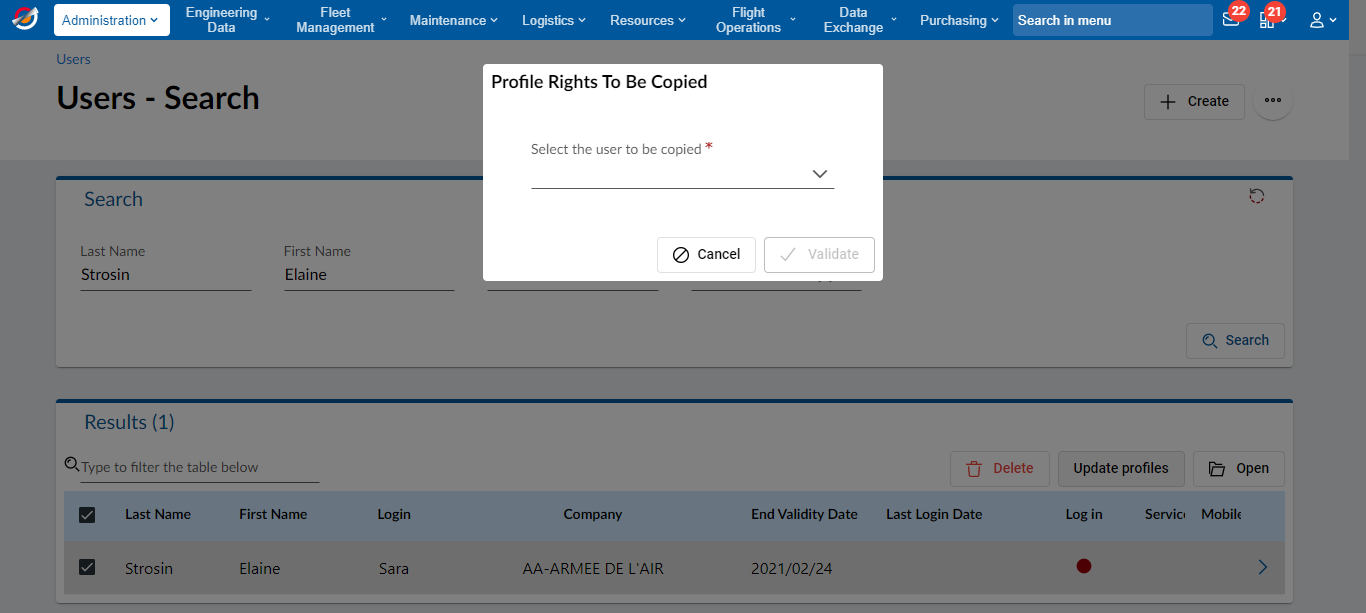 Administration
Engineering Data
Fleet Management
Maintenance
Logistics
Resources
Flight Operations
Data Exchange
Purchasing
Search in menu
22
21
Users
Users - Search
Create
Profile Rights To Be Copied
Select the user to be copied *
Cancel
Validate
Search
Last Name
First Name
Strosin
Elaine
Search
Results (1)
Type to filter the table below
Delete
Update profiles
Open
Last Name First Name Login Company End Validity Date Last Login Date Log in Servic Mobile
Strosin Elaine Sara AA-ARMEE DE L'AIR 2021/02/24